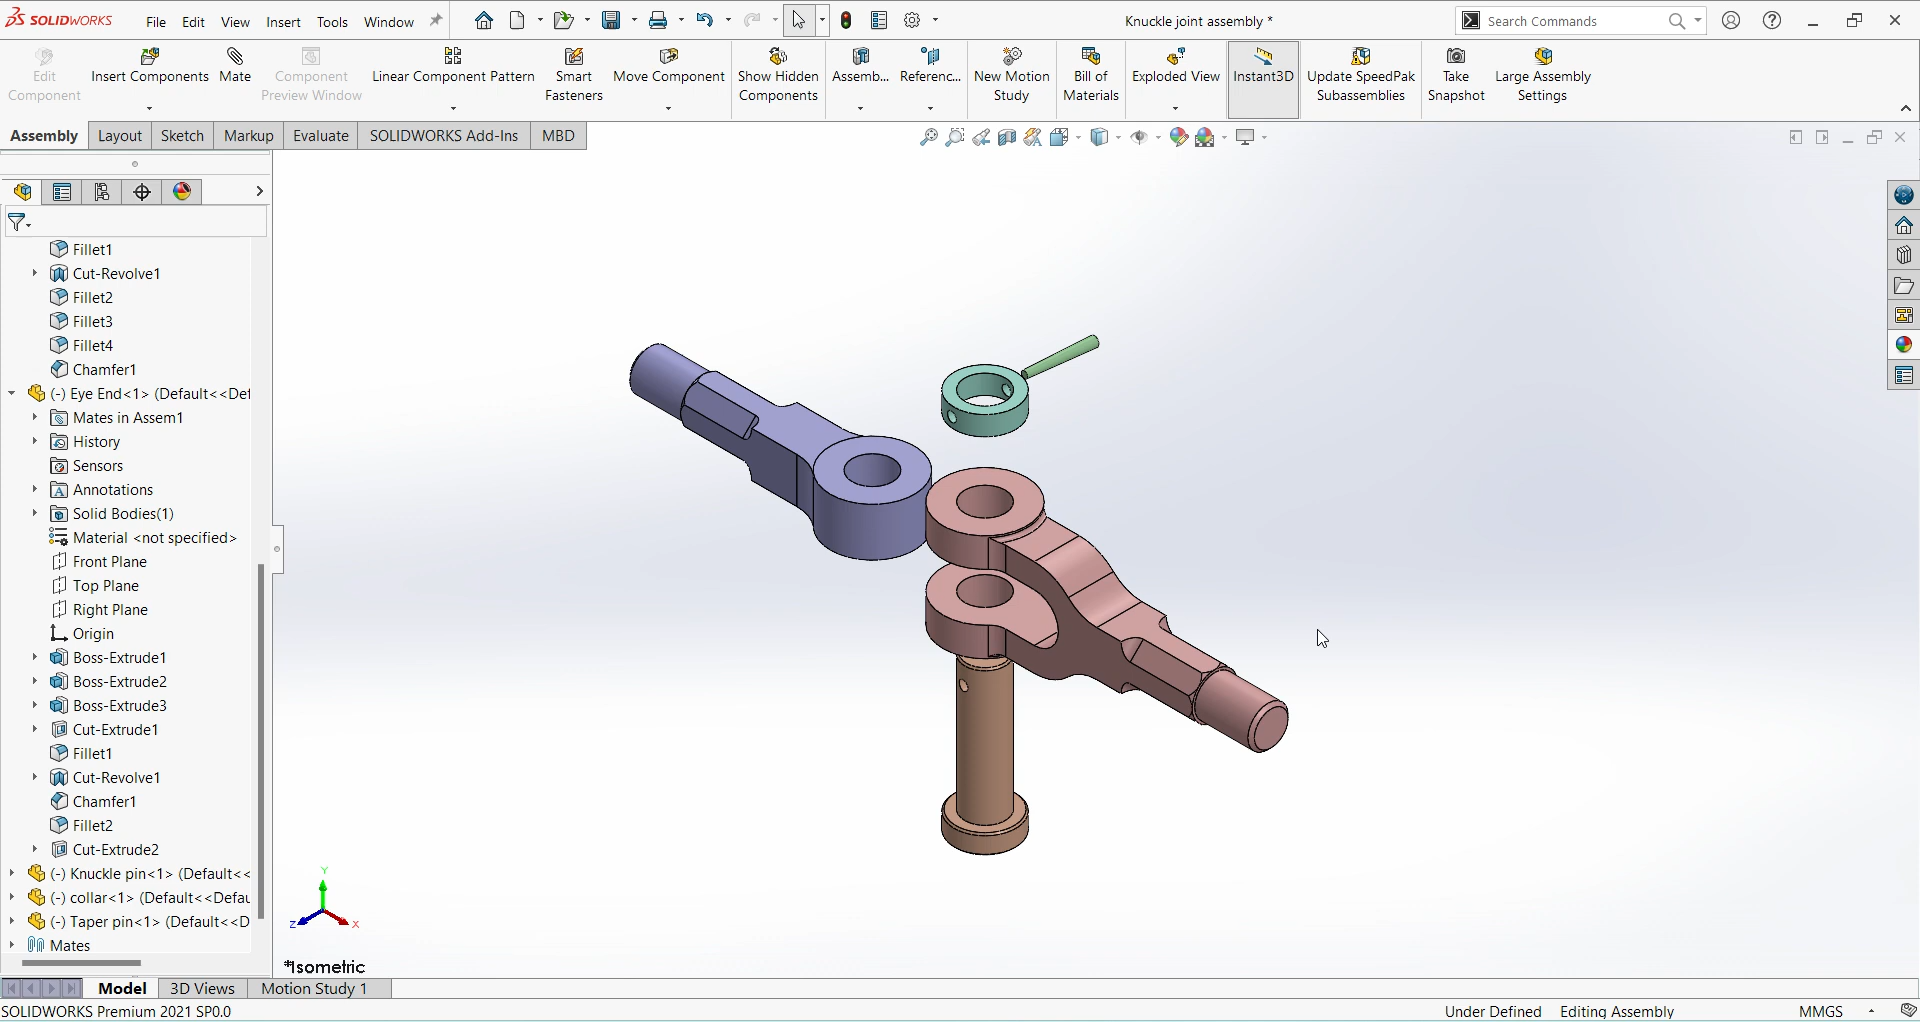 SOLIDWORKS File Edit View Insert Tools Window
Knuckle joint assembly *
Search Commands
Edit Component
Insert Components
Mate
Component Preview Window
Linear Component Pattern
Smart Fasteners
Move Component
Show Hidden Components
Assemb...
Referenc...
New Motion Study
Bill of Materials
Exploded View
Instant3D
Update SpeedPak Subassemblies
Take Snapshot
Large Assembly Settings
Assembly Layout Sketch Markup Evaluate SOLIDWORKS Add-Ins MBD
Fillet1
Cut-Revolve1
Fillet2
Fillet3
Fillet4
Chamfer1
(-) Eye End<1> (Default<<Def
Mates in Assem1
History
Sensors
Annotations
Solid Bodies(1)
Material <not specified>
Front Plane
Top Plane
Right Plane
Origin
Boss-Extrude1
Boss-Extrude2
Boss-Extrude3
Cut-Extrude1
Fillet1
Cut-Revolve1
Chamfer1
Fillet2
Cut-Extrude2
(-) Knuckle pin<1> (Default<<
(-) collar<1> (Default<<Defau
(-) Taper pin<1> (Default<<D
Mates
Y
Z
X
*Isometric
Model 3D Views Motion Study 1
SOLIDWORKS Premium 2021 SP0.0
Under Defined Editing Assembly MMGS